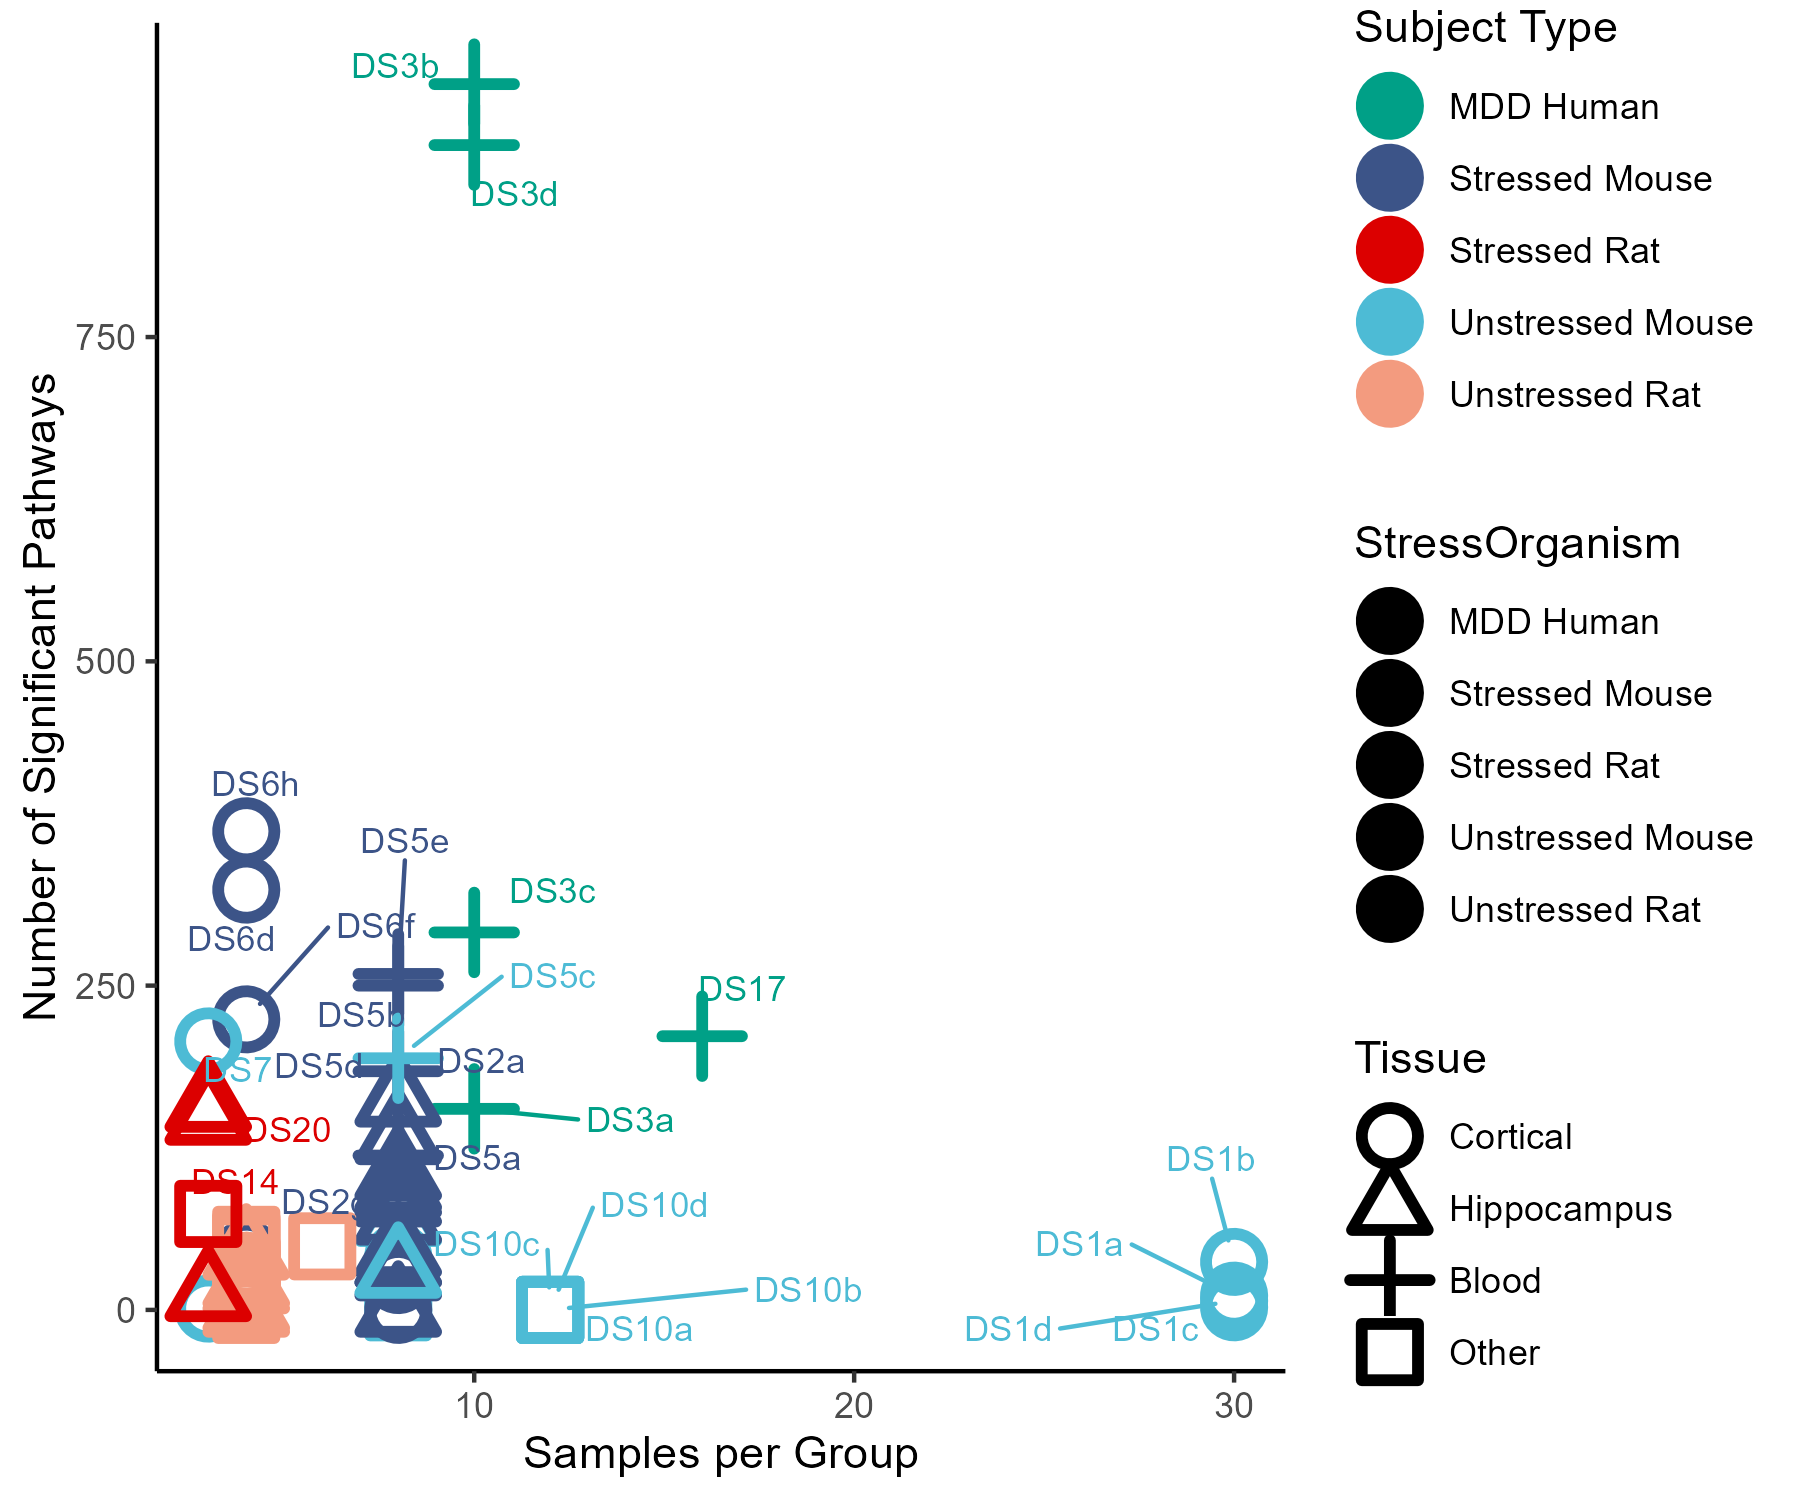 Subject Type
MDD Human
Stressed Mouse
Stressed Rat
Unstressed Mouse
Unstressed Rat
StressOrganism
MDD Human
Stressed Mouse
Stressed Rat
Unstressed Mouse
Unstressed Rat
Tissue
Cortical
Hippocampus
Blood
Other
Number of Significant Pathways
750
500
250
0
DS3b
DS3d
DS6h
DS5e
DS3c
DS6d
DS6f
DS5c
DS17
DS5b
DS7
DS5d
DS2a
DS20
DS3a
DS5a
DS1b
DS14
DS10d
DS10c
DS1a
DS10b
DS10a
DS1d
DS1c
10
20
30
Samples per Group